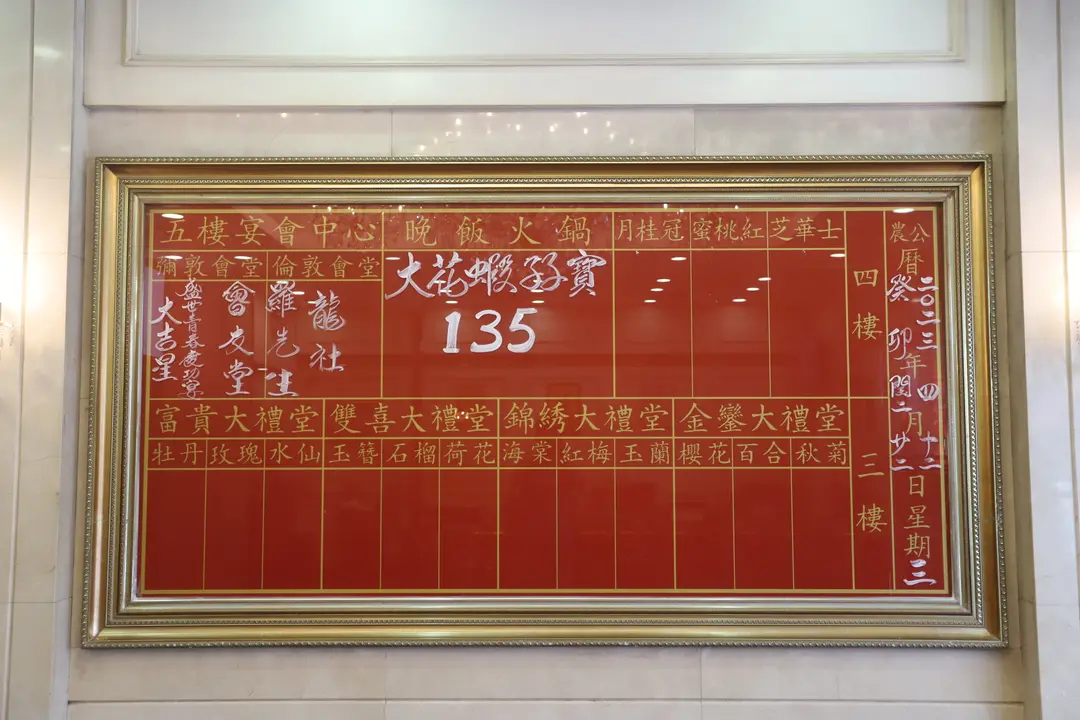 五樓宴會中心 晚飯火鍋 月桂冠 蜜桃紅 芝華士
彌敦會堂 倫敦會堂
龍社
羅先生
會友堂
大吉星
大花蝦子寶
135
四樓
富貴大禮堂 雙喜大禮堂 錦綉大禮堂 金鑾大禮堂
牡丹 玫瑰 水仙 玉簪 石榴 荷花 海棠 紅梅 玉蘭 櫻花 百合 秋菊
三樓
農公
曆
二〇二三 癸卯
年
四 閏二
月
十二 廿二
日
星
期
三